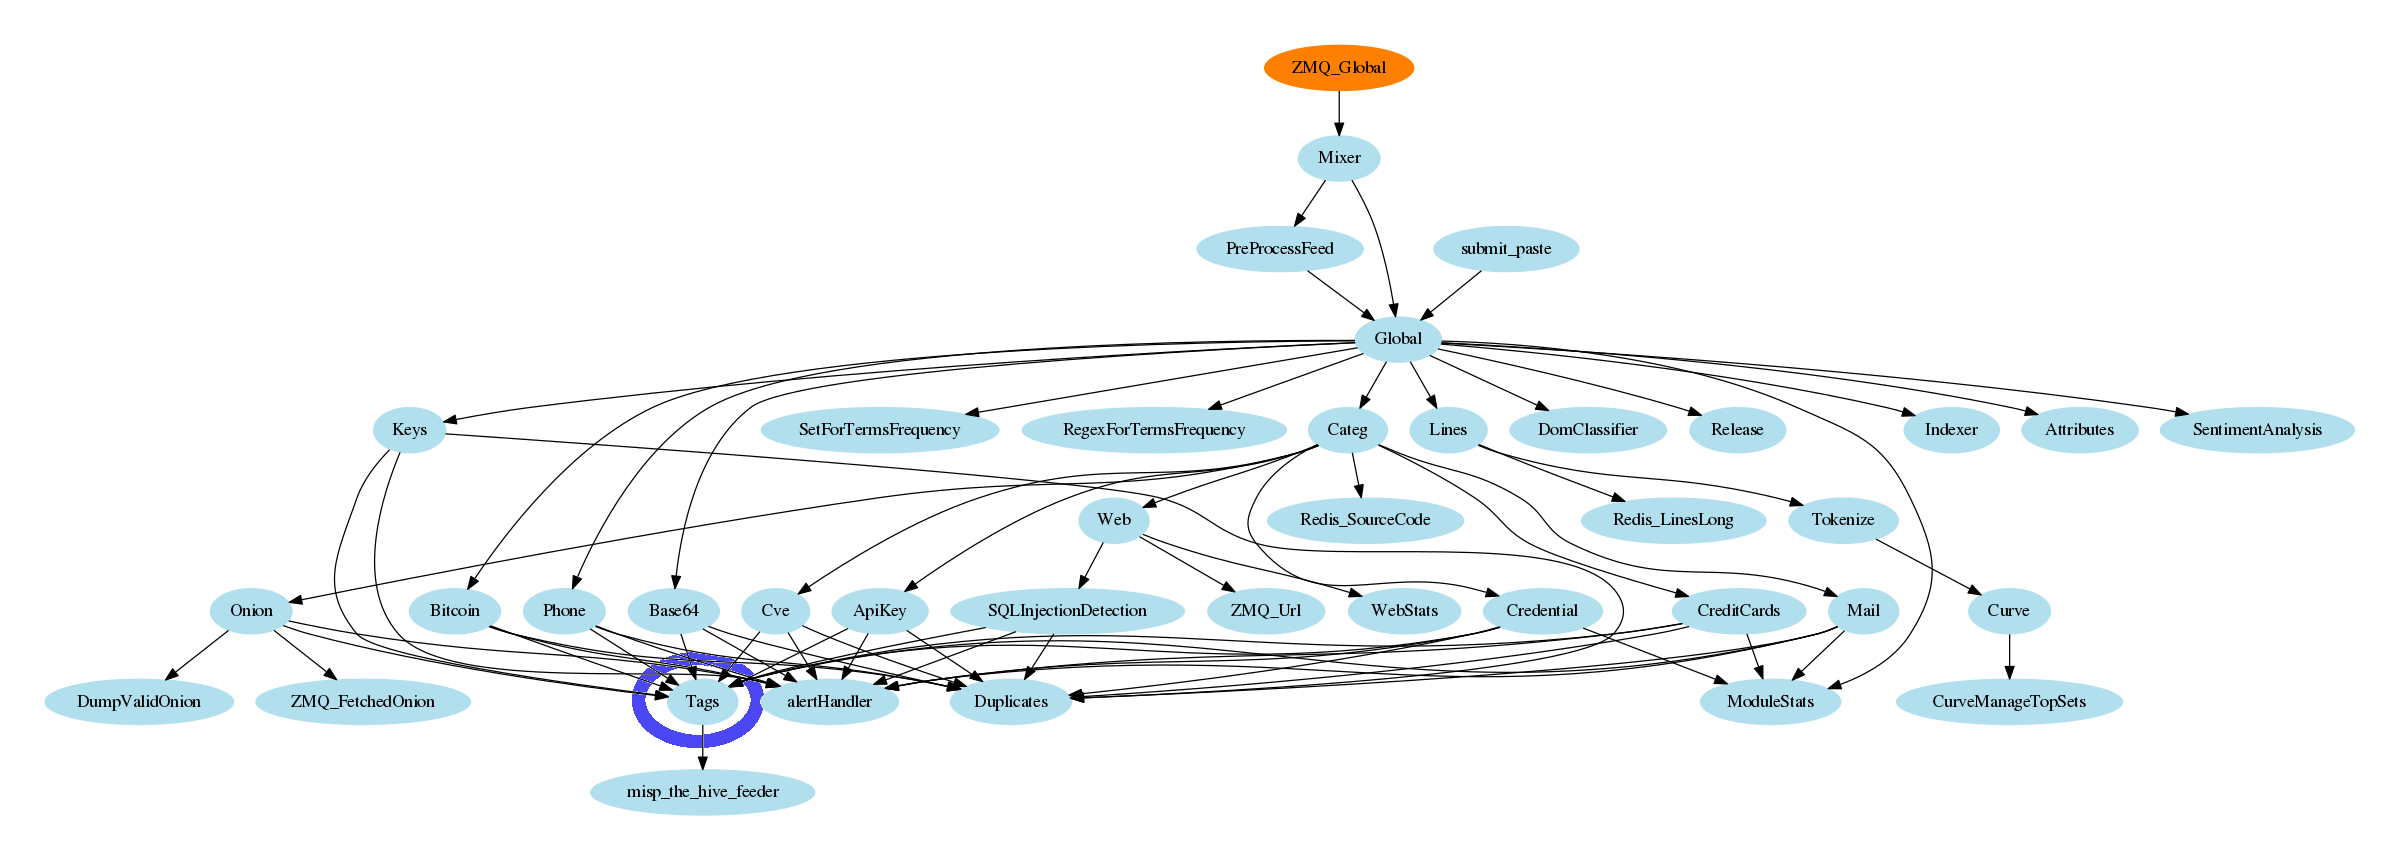 ZMQ_Global
Mixer
PreProcessFeed
submit_paste
Global
Keys
SetForTermsFrequency
RegexForTermsFrequency
Categ
Lines
DomClassifier
Release
Indexer
Attributes
SentimentAnalysis
Web
Redis_SourceCode
Redis_LinesLong
Tokenize
Onion
Bitcoin
Phone
Base64
Cve
ApiKey
SQLInjectionDetection
ZMQ_Url
WebStats
Credential
CreditCards
Mail
Curve
DumpValidOnion
ZMQ_FetchedOnion
Tags
alertHandler
Duplicates
ModuleStats
CurveManageTopSets
misp_the_hive_feeder